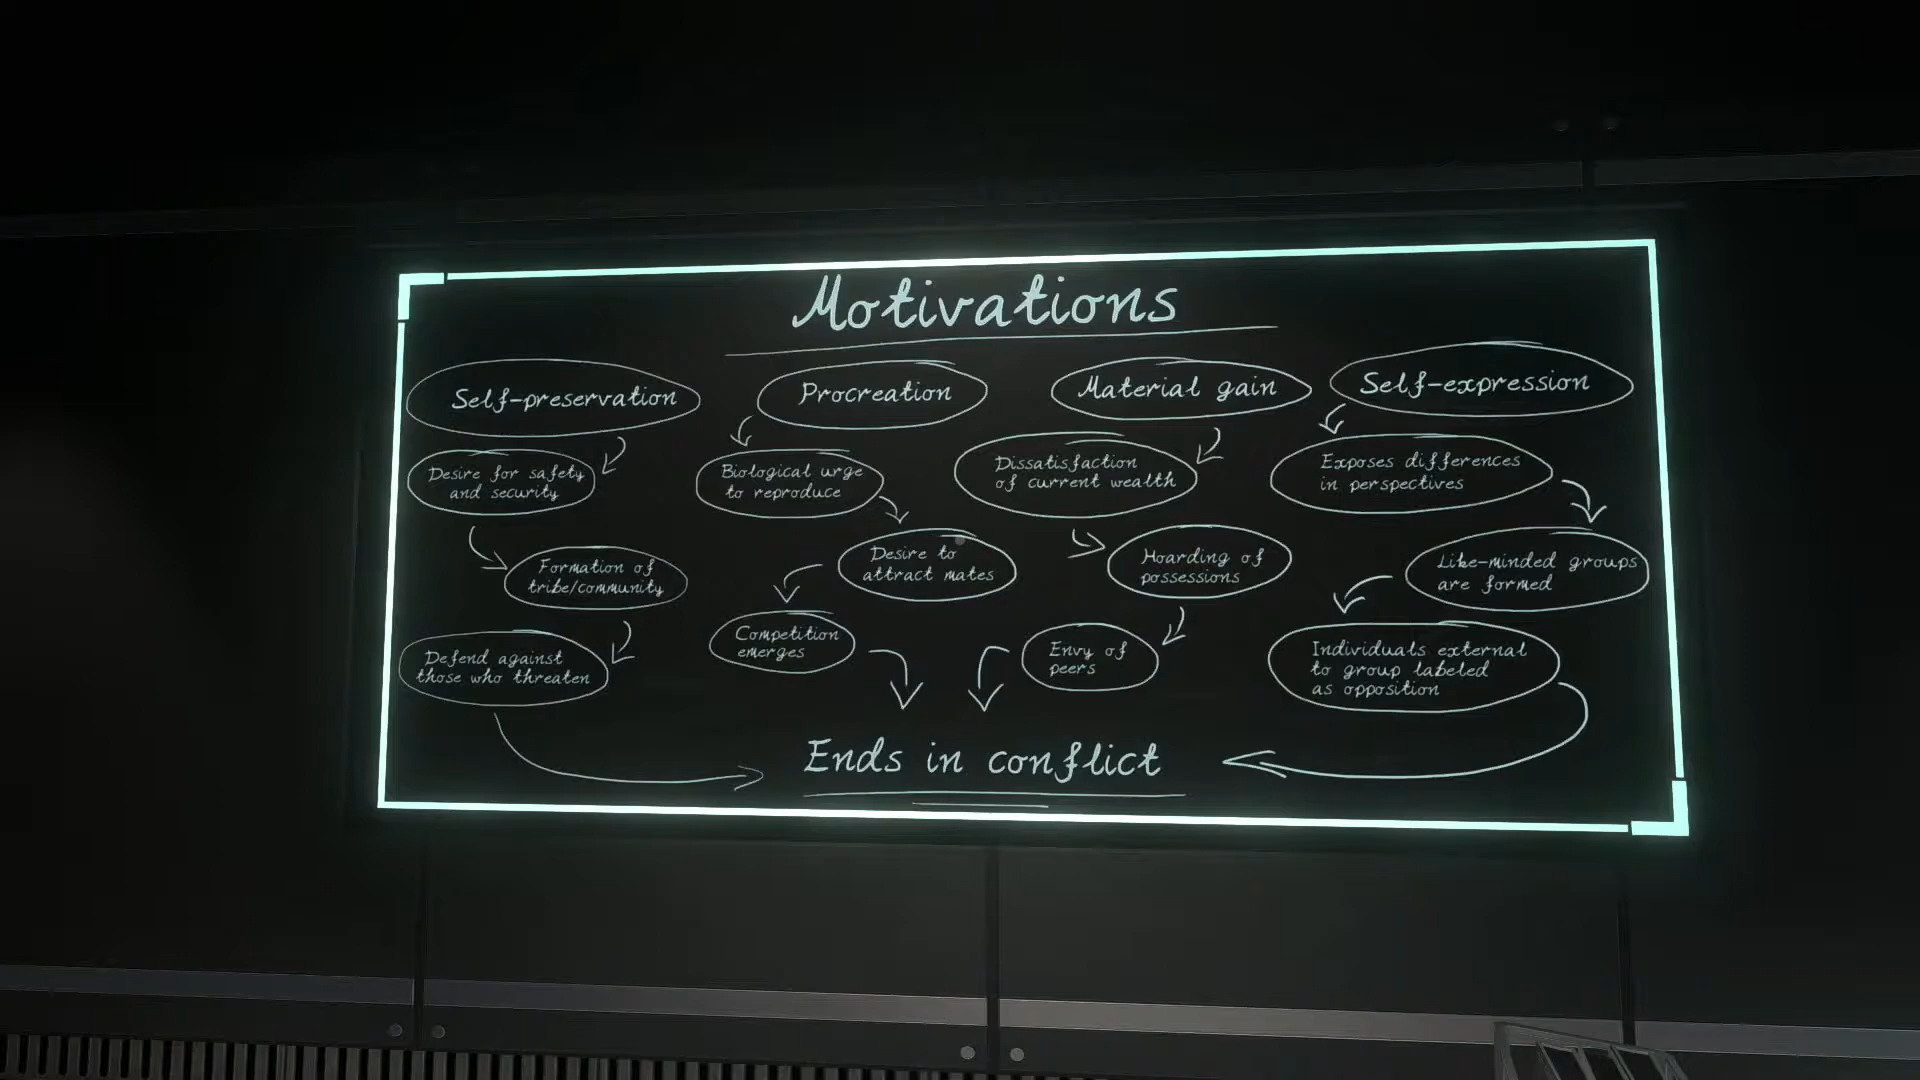 Motivations
Self-preservation
Desire for safety
and security
Formation of
tribe/community
Defend against
those who threaten
Procreation
Biological urge
to reproduce
Desire to
attract mates
Competition
emerges
Material gain
Dissatisfaction
of current wealth
Hoarding of
possessions
Envy of
peers
Self-expression
Exposes differences
in perspectives
Like-minded groups
are formed
Individuals external
to group labeled
as opposition
Ends in conflict